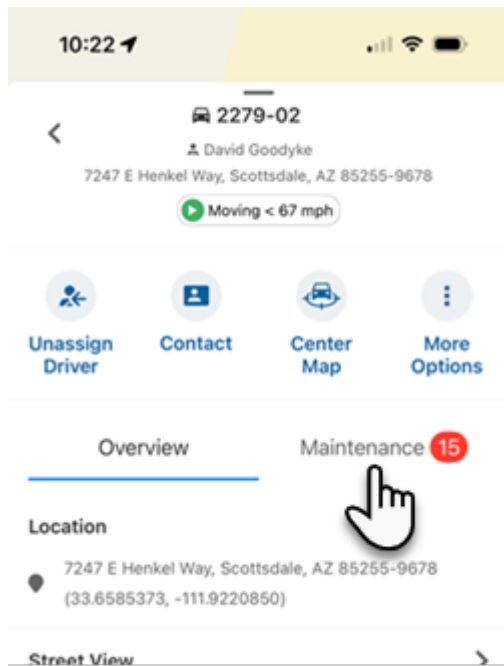 10:22
2279-02
David Goodyke
7247 E Henkel Way, Scottsdale, AZ 85255-9678
Moving < 67 mph
Unassign Driver
Contact
Center Map
More Options
Overview
Maintenance 15
Location
7247 E Henkel Way, Scottsdale, AZ 85255-9678
(33.6585373, -111.9220850)
Street View